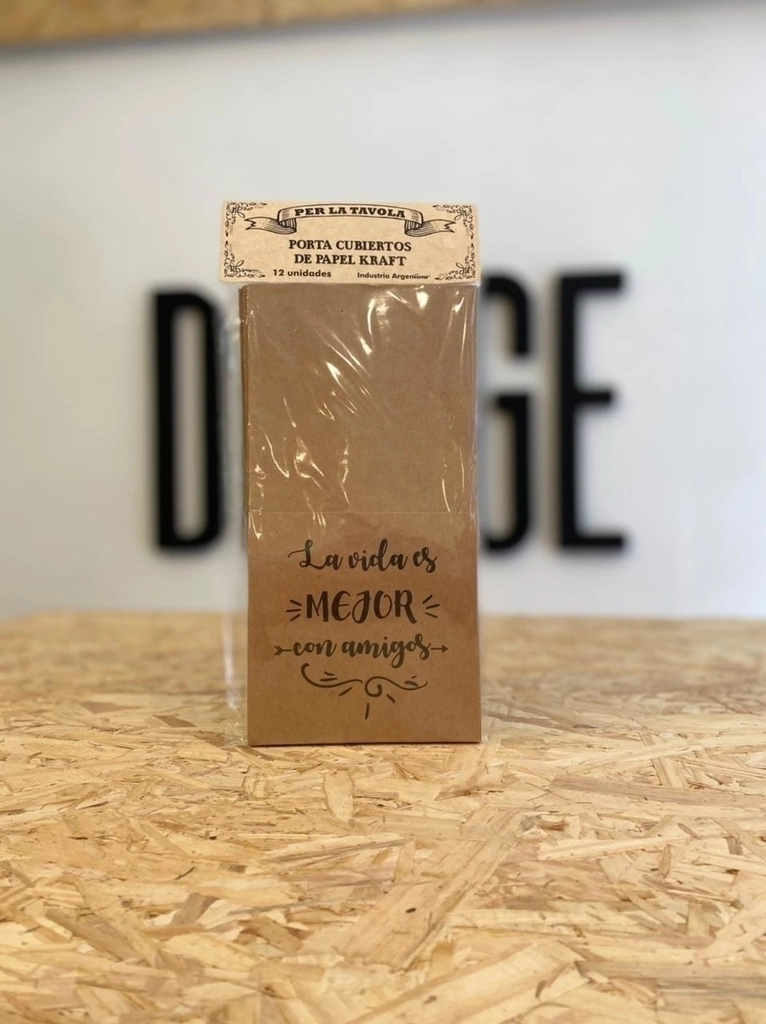 PER LA TAVOLA
PORTA CUBIERTOS
DE PAPEL KRAFT
12 unidades Industria Argentina
La vida es
MEJOR
con amigos